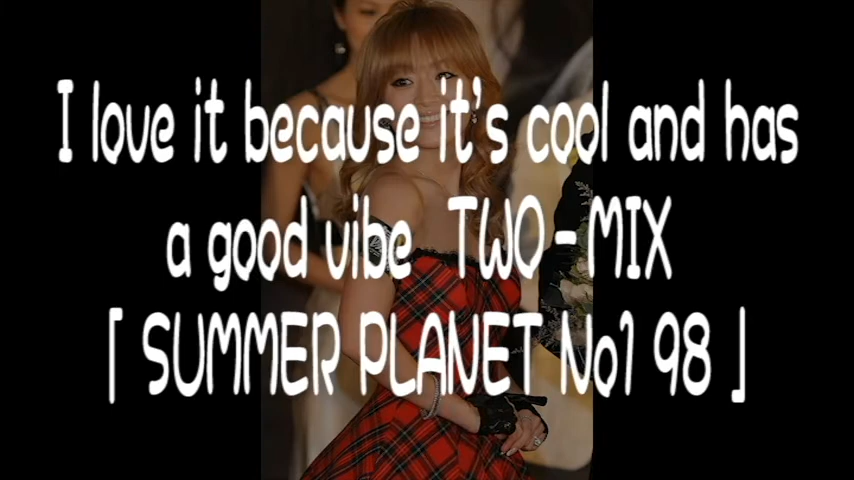 I love it because it's cool and has
a good vibe TWO-MIX
「 SUMMER PLANET No1 98 」